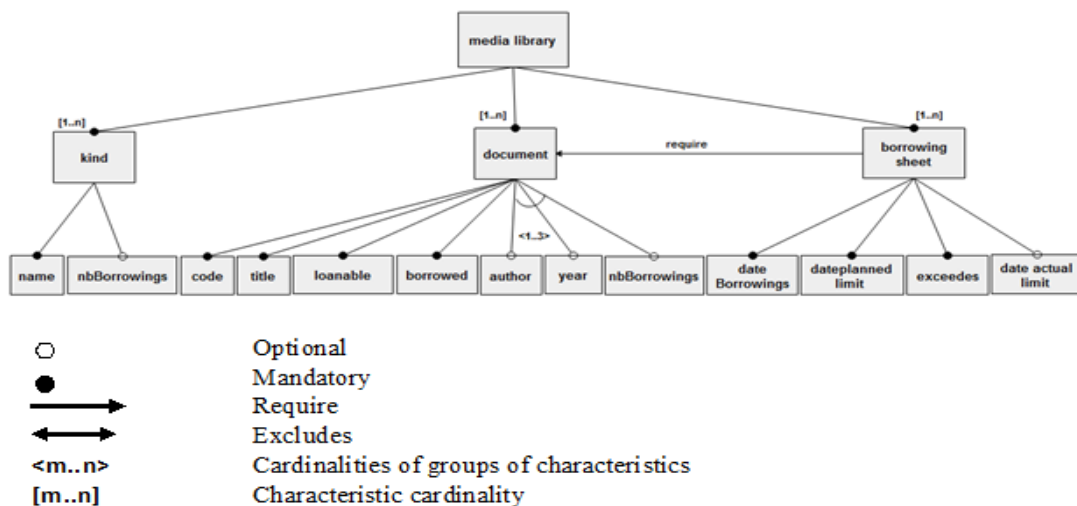 media library
[1..n]
[1..n]
[1..n]
kind
document
require
borrowing
sheet
<1..3>
name
nbBorrowings
code
title
loanable
borrowed
author
year
nbBorrowings
date
Borrowings
dateplanned
limit
exceedes
date actual
limit
Optional
Mandatory
Require
Excludes
<m..n> Cardinalities of groups of characteristics
[m..n] Characteristic cardinality